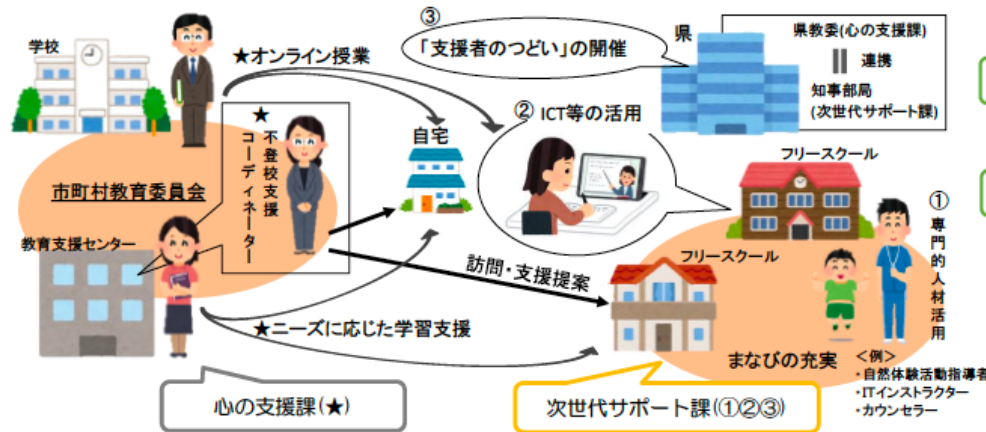 ③
「支援者のつどい」の開催
県
県教委(心の支援課)
連携
知事部局
(次世代サポート課)
学校
★オンライン授業
② ICT等の活用
★
不登校支援
コーディネーター
自宅
フリースクール
市町村教育委員会
教育支援センター
①専門的人材活用
フリースクール
訪問・支援提案
★ニーズに応じた学習支援
まなびの充実
<例>
・自然体験活動指導者
・ITインストラクター
・カウンセラー
心の支援課(★)
次世代サポート課(①②③)